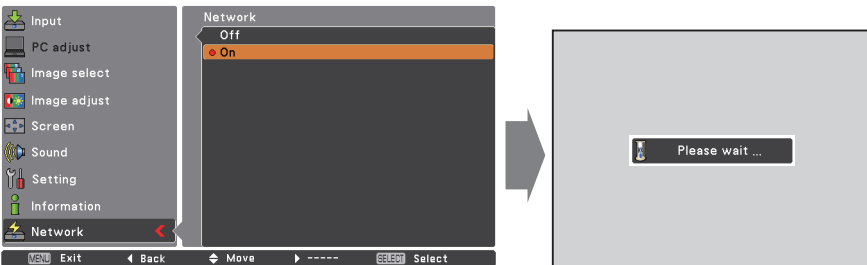 Input
PC adjust
Image select
Image adjust
Screen
Sound
Setting
Information
Network
Network
Off
On
MENU Exit Back Move ----- SELECT Select
Please wait ...